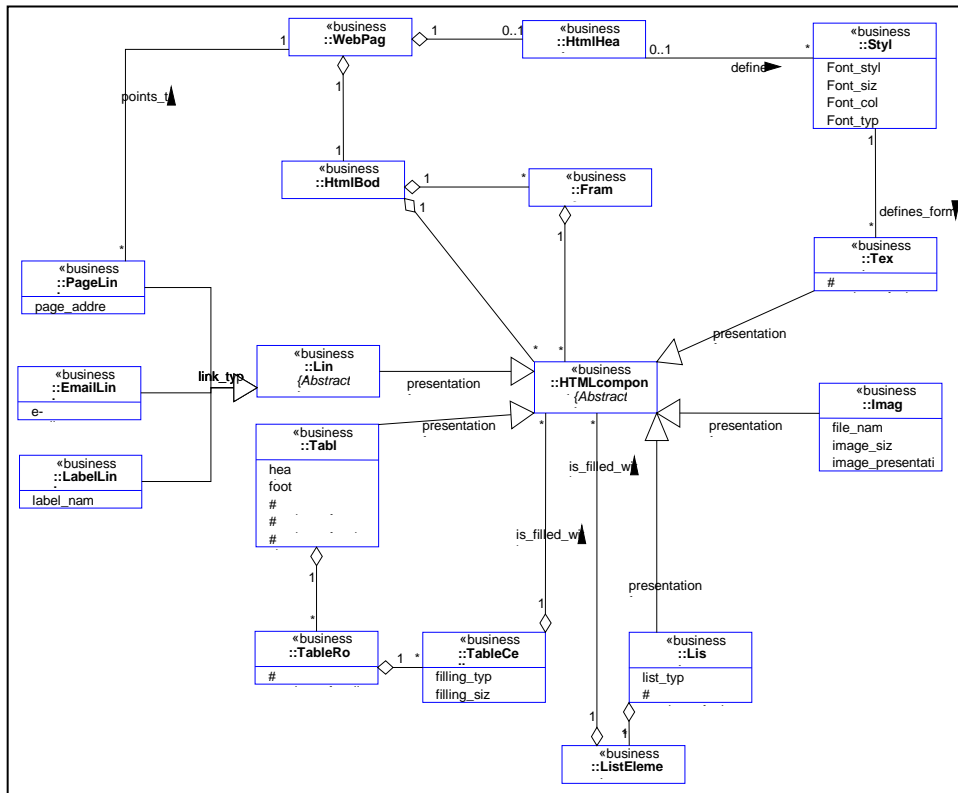 «business
::WebPag
1
1
0..1
«business
::HtmlHea
0..1
*
define
«business
::Styl
Font_styl
Font_siz
Font_col
Font_typ
1
points_t
1
1
«business
::HtmlBod
1
*
1
«business
::Fram
1
defines_form
*
«business
::Tex
#
*
«business
::PageLin
page_addre
presentation
*
*
«business
::Lin
{Abstract
link_typ
presentation
«business
::HTMLcompon
{Abstract
«business
::EmailLin
e-
«business
::Imag
file_nam
image_siz
image_presentati
presentation
«business
::Tabl
hea
foot
#
#
#
presentation
*
*
is_filled_wi
«business
::LabelLin
label_nam
is_filled_wi
1
*
presentation
1
«business
::TableRo
#
1
*
«business
::TableCe
filling_typ
filling_siz
«business
::Lis
list_typ
#
1
«business
::ListEleme